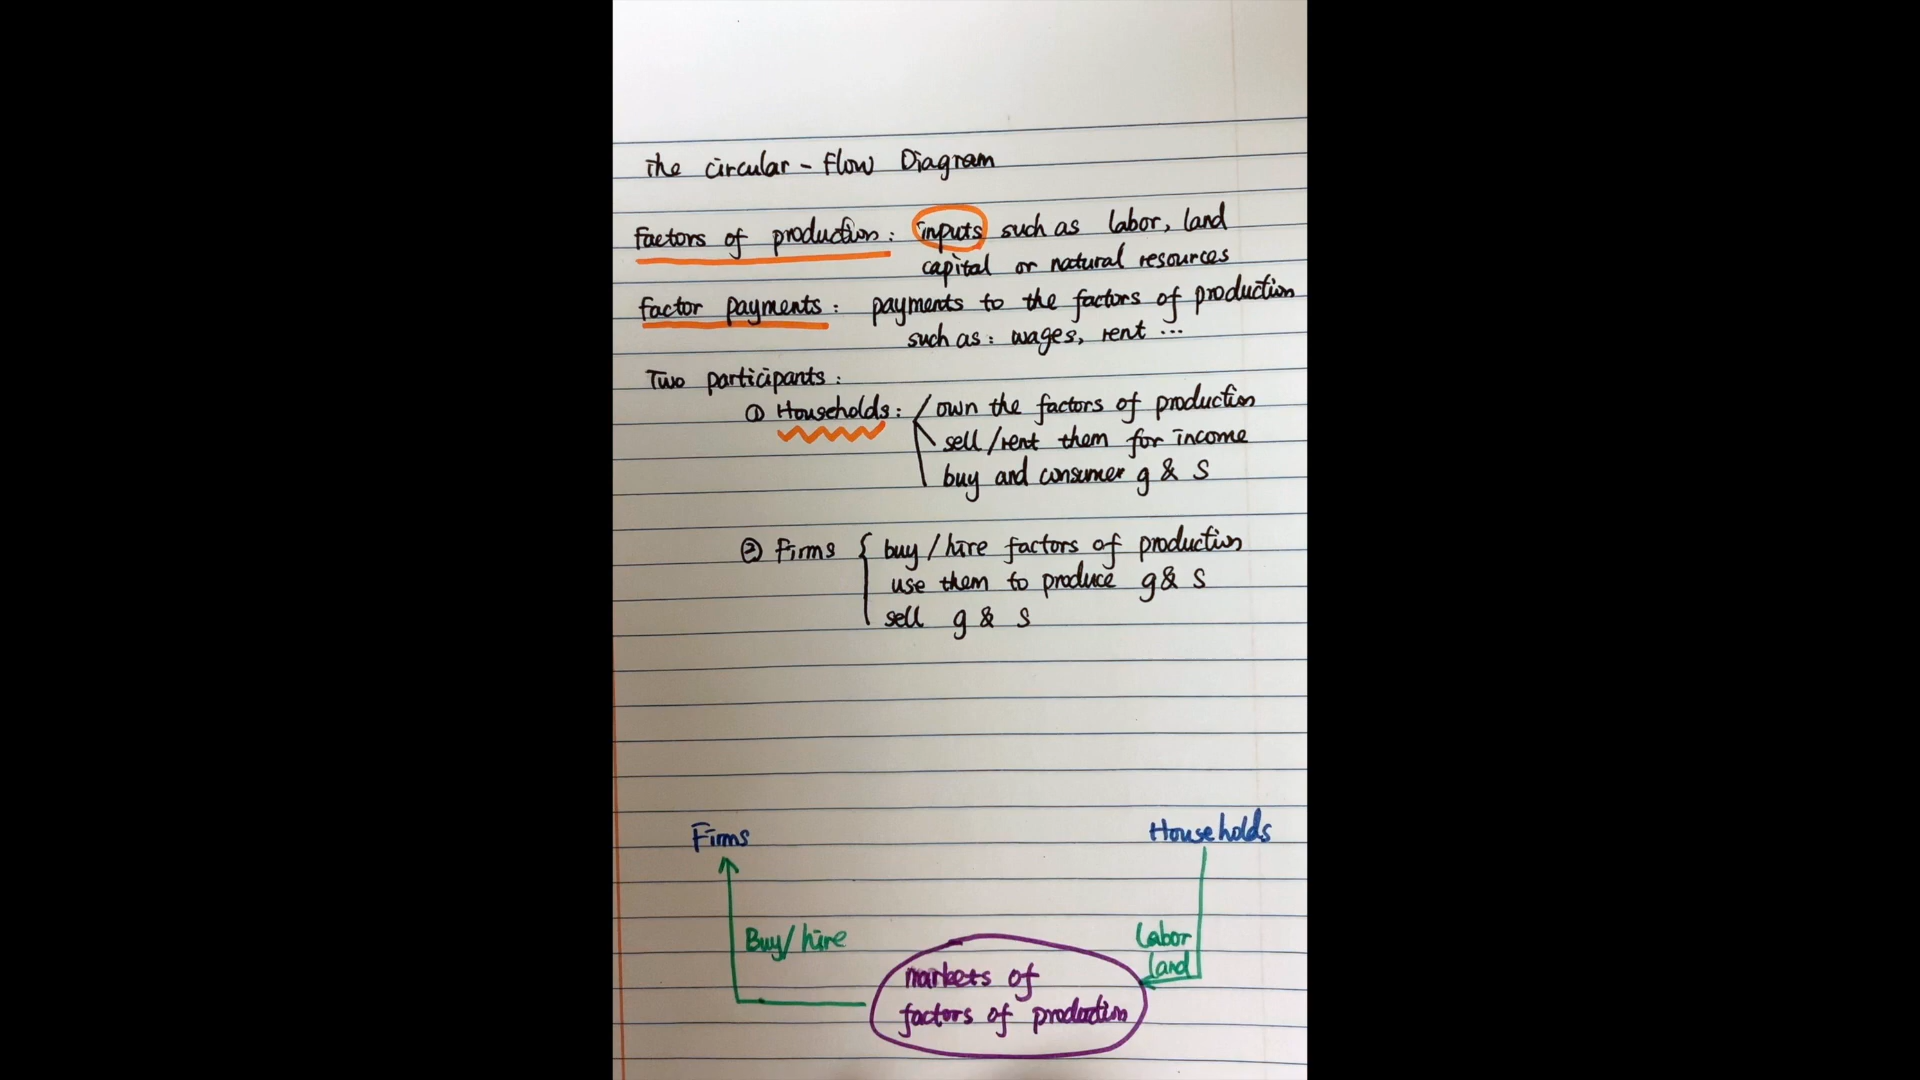 The circular-Flow Diagram
Factors of production: inputs such as labor, land
capital or natural resources
factor payments: payments to the factors of production
such as: wages, rent ...
Two participants:
① Households: own the factors of production
sell/rent them for income
buy and consumer g & s
② Firms { buy/hire factors of production
use them to produce g & s
sell g & s
Firms
Households
Buy/hire
Labor
land
markets of
factors of production